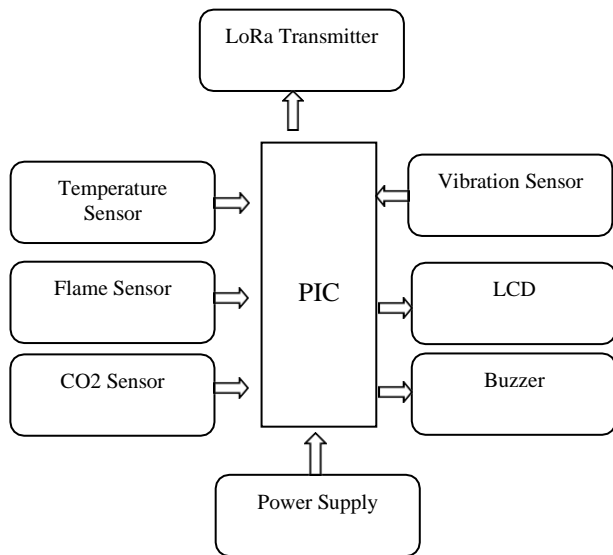 LoRa Transmitter
Temperature
Sensor
Vibration Sensor
Flame Sensor
PIC
LCD
CO2 Sensor
Buzzer
Power Supply